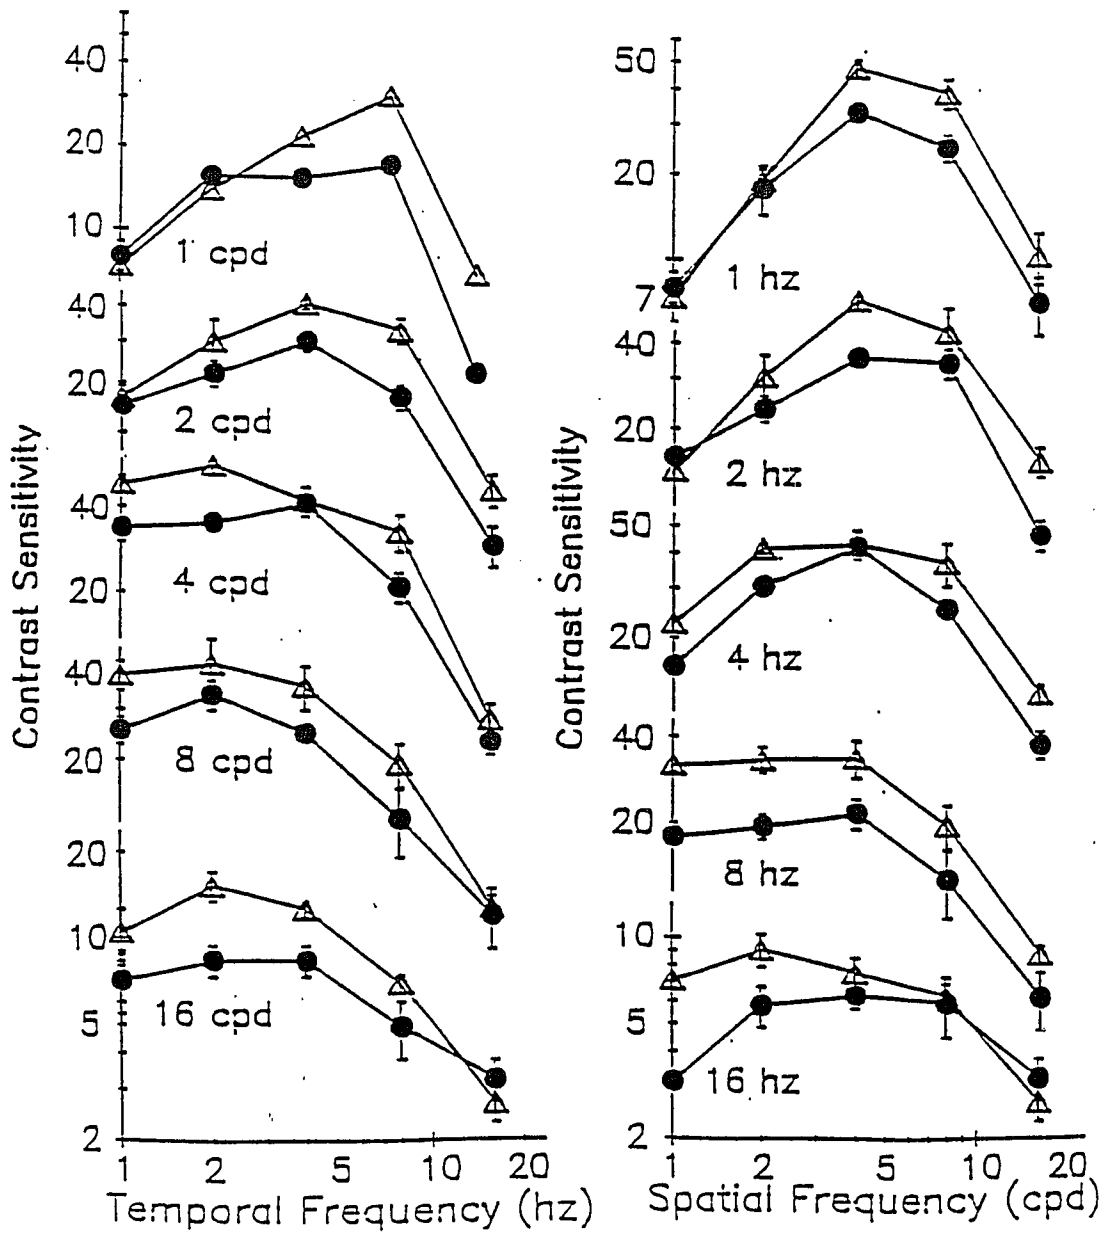 40
20
10
1 cpd
40
20
2 cpd
40
20
4 cpd
40
20
8 cpd
20
10
5
16 cpd
2
1 2 5 10 20
Temporal Frequency (hz)
Contrast Sensitivity
50
20
7
1 hz
40
20
2 hz
50
20
4 hz
40
20
8 hz
10
5
16 hz
2
1 2 5 10 20
Spatial Frequency (cpd)
Contrast Sensitivity